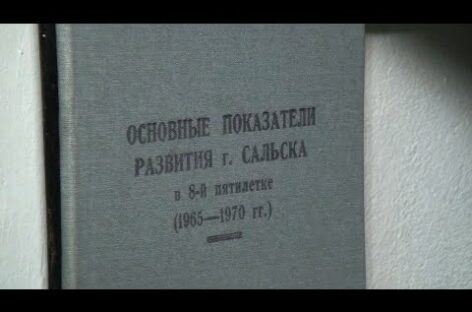 ОСНОВНЫЕ ПОКАЗАТЕЛИ
РАЗВИТИЯ г. САЛЬСКА
в 8-й пятилетке
(1965—1970 гг.)